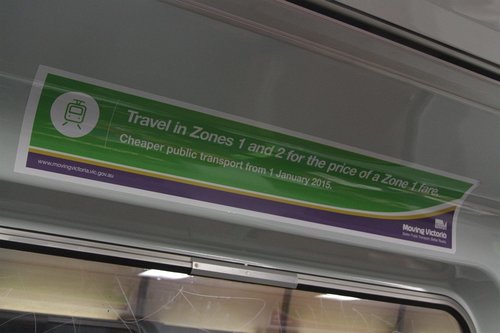 Travel in Zones 1 and 2 for the price of a Zone 1 fare.
Cheaper public transport from 1 January 2015.
www.movingvictoria.vic.gov.au
Moving Victoria